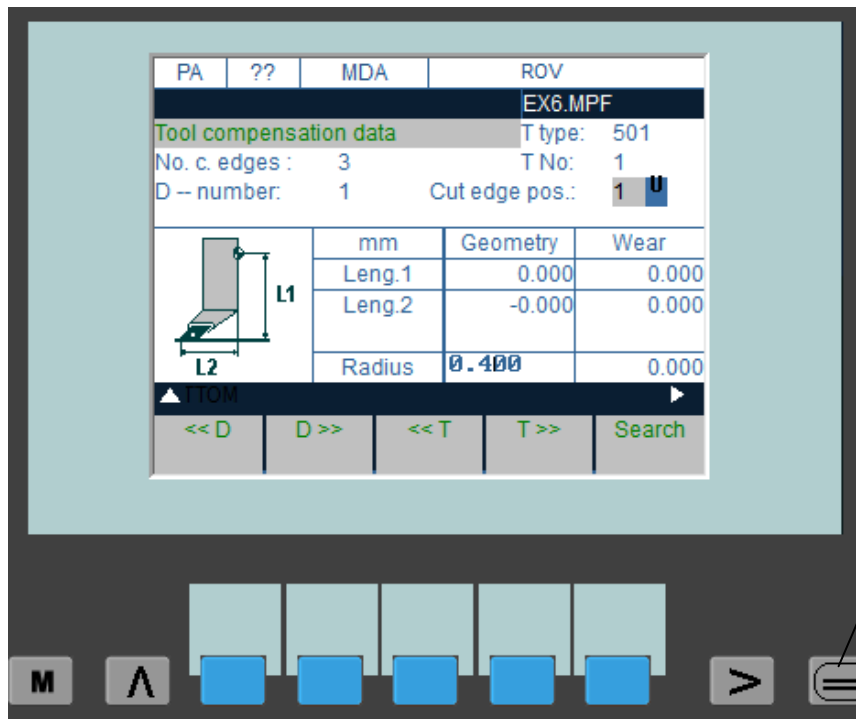 PA ?? MDA ROV
EX6.MPF
Tool compensation data T type: 501
No. c. edges : 3 T No: 1
D -- number: 1 Cut edge pos.: 1 U
mm Geometry Wear
Leng.1 0.000 0.000
L1
Leng.2 -0.000 0.000
L2
Radius 0.400 0.000
TTOM
<< D D >> << T T >> Search
M Λ > =